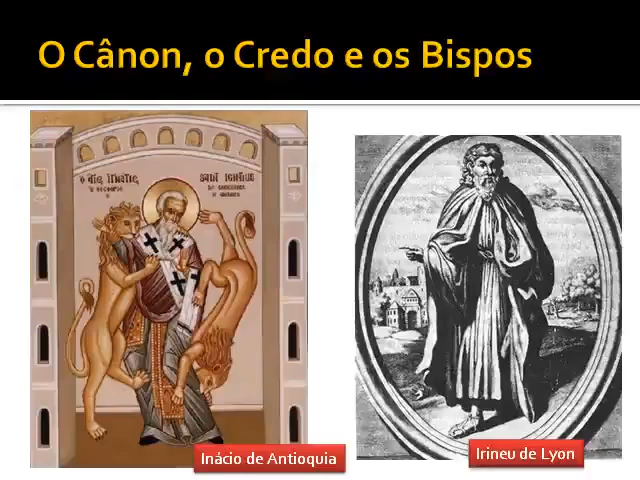 O Cânon, o Credo e os Bispos
SAINT IGNATIUS
Inácio de Antioquia
Irineu de Lyon